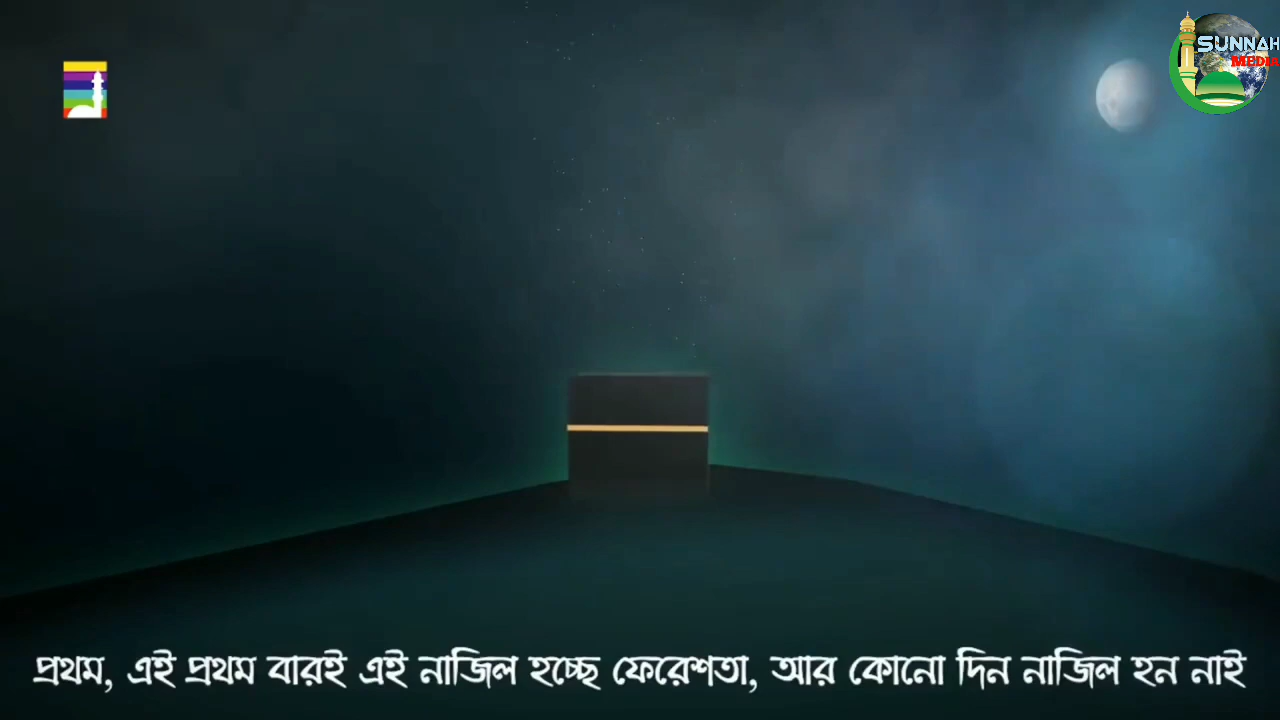 SUNNAH
MEDIA
প্রথম, এই প্রথম বারই এই নাজিল হচ্ছে ফেরেশতা, আর কোনো দিন নাজিল হন নাই